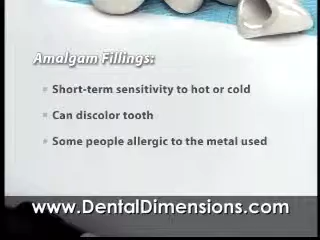 Amalgam Fillings:
Short-term sensitivity to hot or cold
Can discolor tooth
Some people allergic to the metal used
www.DentalDimensions.com